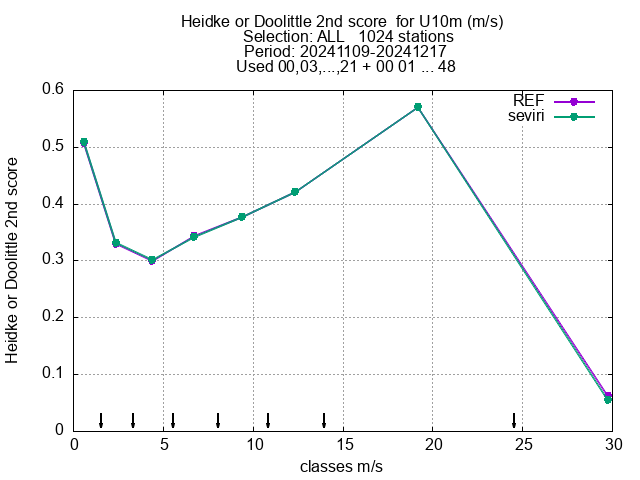 Heidke or Doolittle 2nd score  for U10m (m/s)
Selection: ALL   1024 stations
Period: 20241109-20241217
Used 00,03,...,21 + 00 01 ... 48
REF
seviri
0.6
0.5
0.4
0.3
0.2
0.1
0
Heidke or Doolittle 2nd score
0 5 10 15 20 25 30
classes m/s